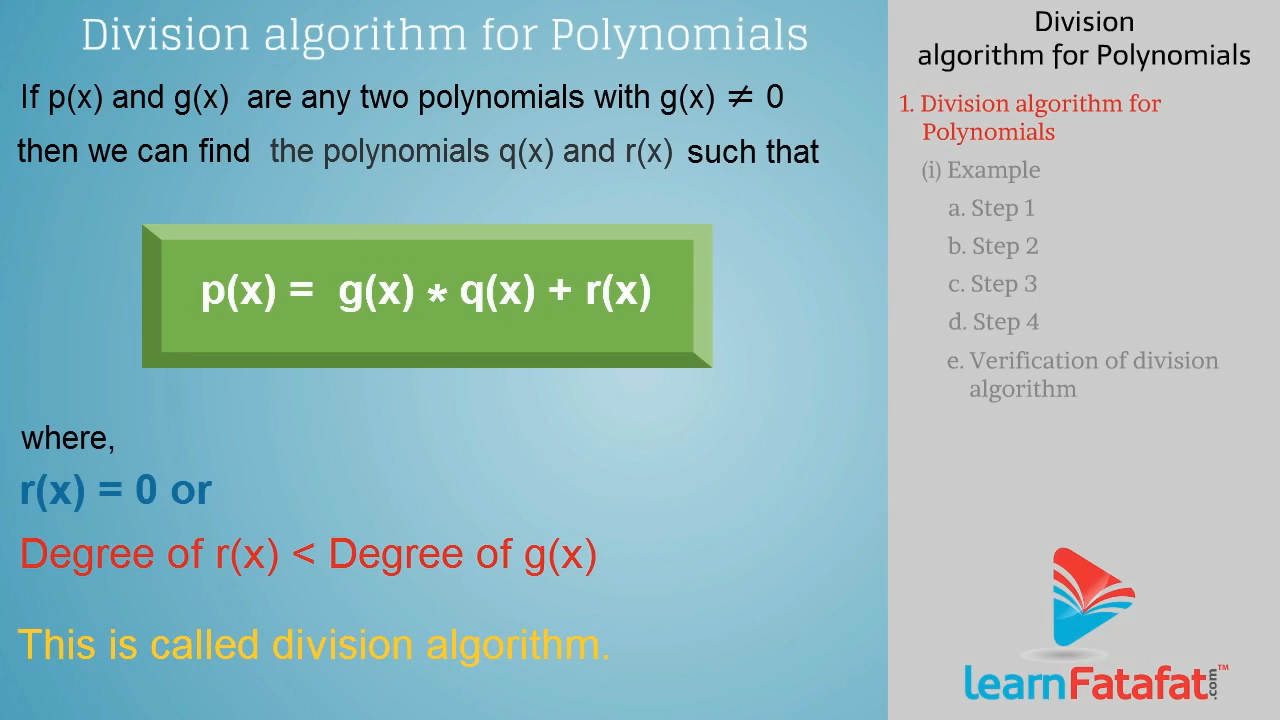 Division algorithm for Polynomials
If p(x) and g(x) are any two polynomials with g(x) ≠ 0
then we can find the polynomials q(x) and r(x) such that
p(x) = g(x) * q(x) + r(x)
where,
r(x) = 0 or
Degree of r(x) < Degree of g(x)
This is called division algorithm.
Division
algorithm for Polynomials
1. Division algorithm for
Polynomials
(i) Example
a. Step 1
b. Step 2
c. Step 3
d. Step 4
e. Verification of division
algorithm
learnFatafat.com™